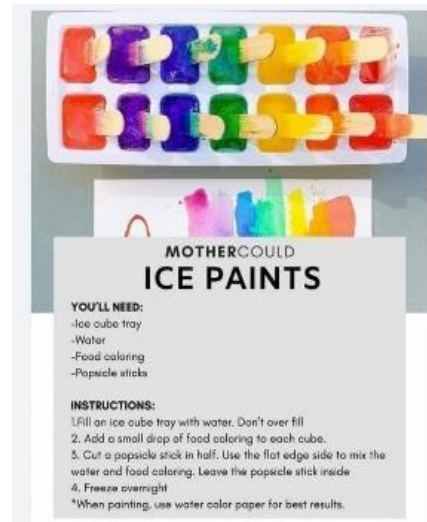 MOTHERCOULD
ICE PAINTS
YOU'LL NEED:
-Ice cube tray
-Water
-Food coloring
-Popsicle sticks
INSTRUCTIONS:
1.Fill an ice cube tray with water. Don't over fill
2. Add a small drop of food coloring to each cube.
3. Cut a popsicle stick in half. Use the flat edge side to mix the
water and food coloring. Leave the popsicle stick inside
4. Freeze overnight
*When painting, use water color paper for best results.